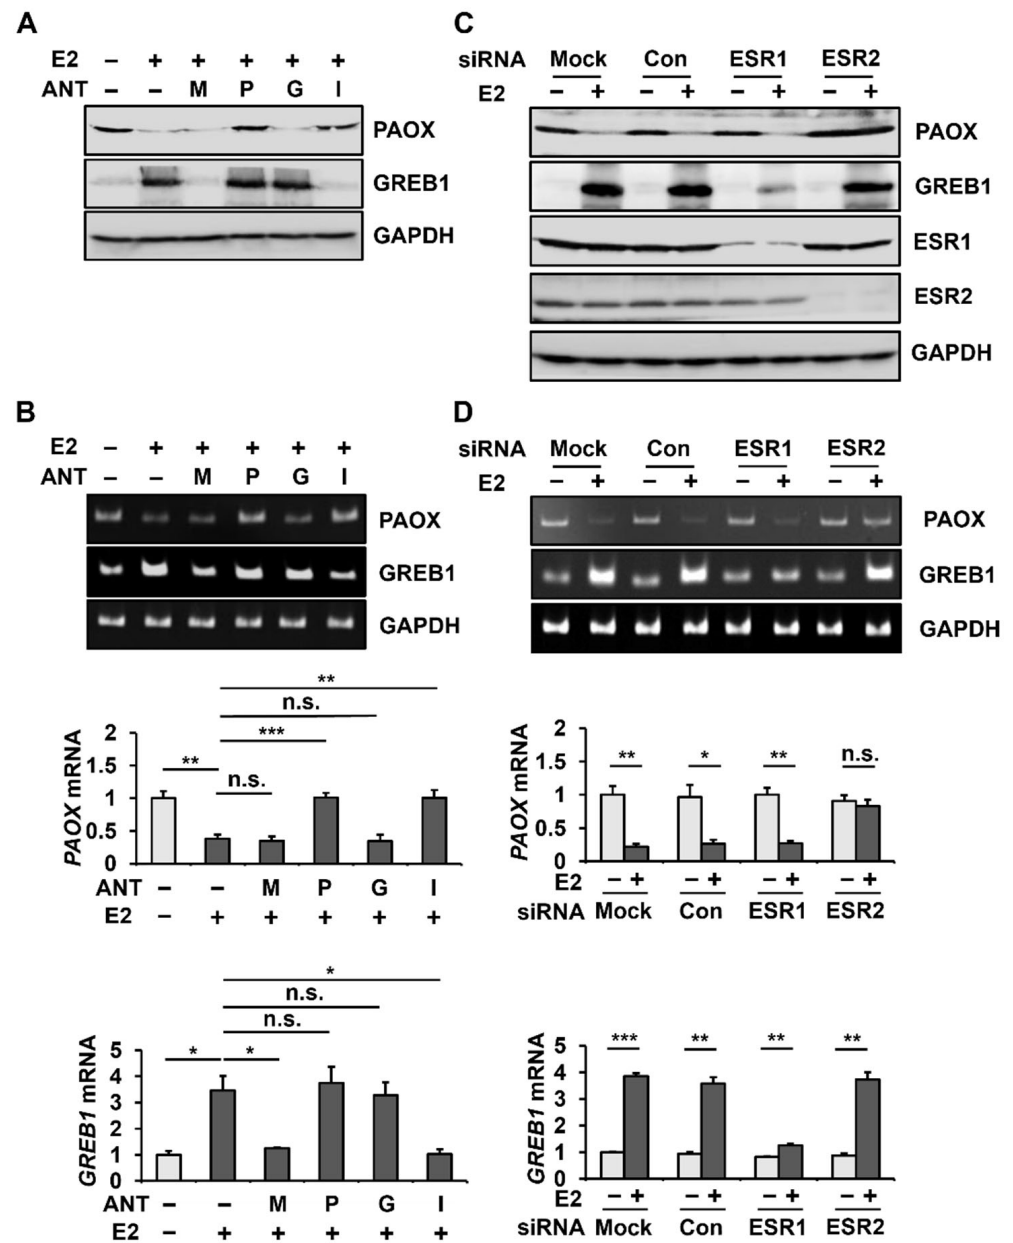 A
E2 – + + + + +
ANT – – M P G I
PAOX
GREB1
GAPDH
C
siRNA Mock Con ESR1 ESR2
E2 – + – + – + – +
PAOX
GREB1
ESR1
ESR2
GAPDH
B
E2 – + + + + +
ANT – – M P G I
PAOX
GREB1
GAPDH
**
n.s.
***
** n.s.
PAOX mRNA
2
1.5
1
0.5
0
ANT – – M P G I
E2 – + + + + +
*
n.s.
n.s.
* *
GREB1 mRNA
5
4
3
2
1
0
ANT – – M P G I
E2 – + + + + +
D
siRNA Mock Con ESR1 ESR2
E2 – + – + – + – +
PAOX
GREB1
GAPDH
** * ** n.s.
PAOX mRNA
2
1.5
1
0.5
0
E2 – + – + – + – +
siRNA Mock Con ESR1 ESR2
*** ** ** **
GREB1 mRNA
5
4
3
2
1
0
E2 – + – + – + – +
siRNA Mock Con ESR1 ESR2